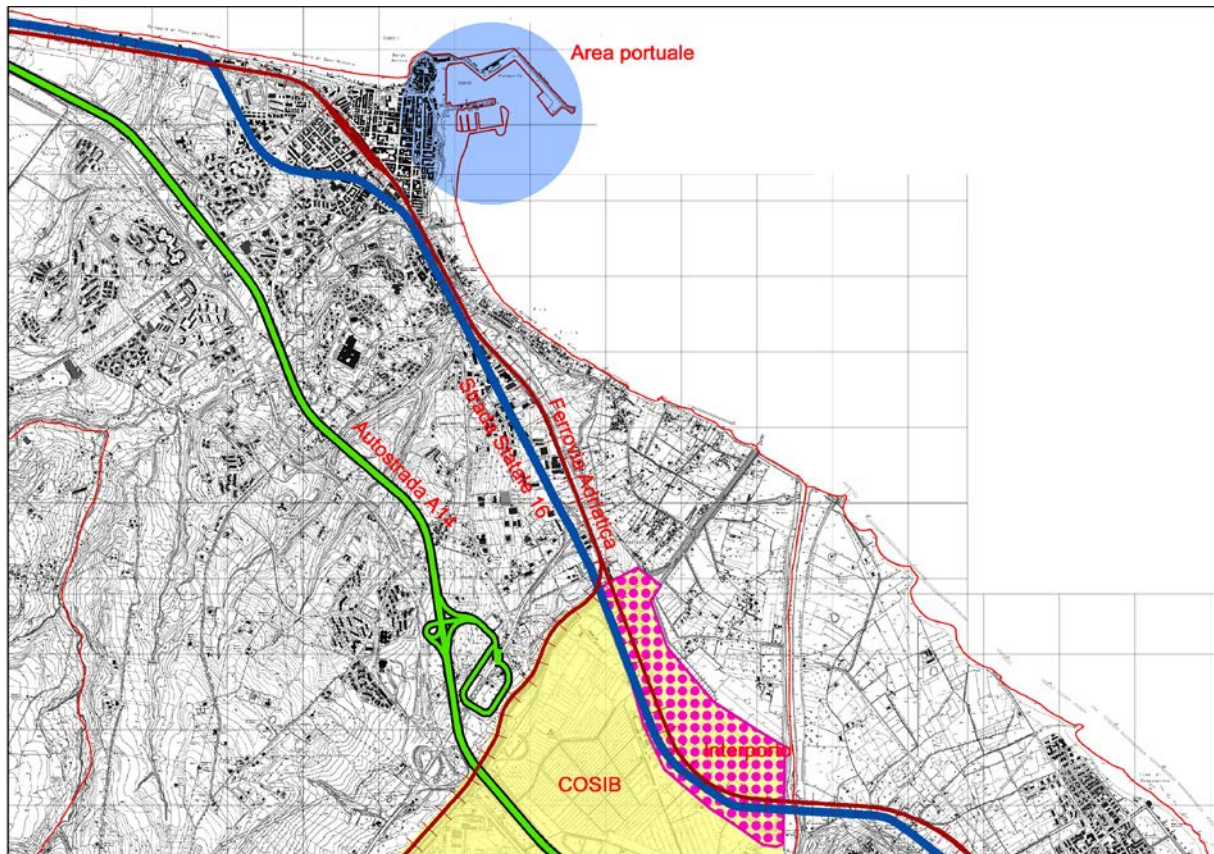 Area portuale
Autostrada A14
Strada Statale 16
Ferrovia Adriatica
Interporto
COSIB